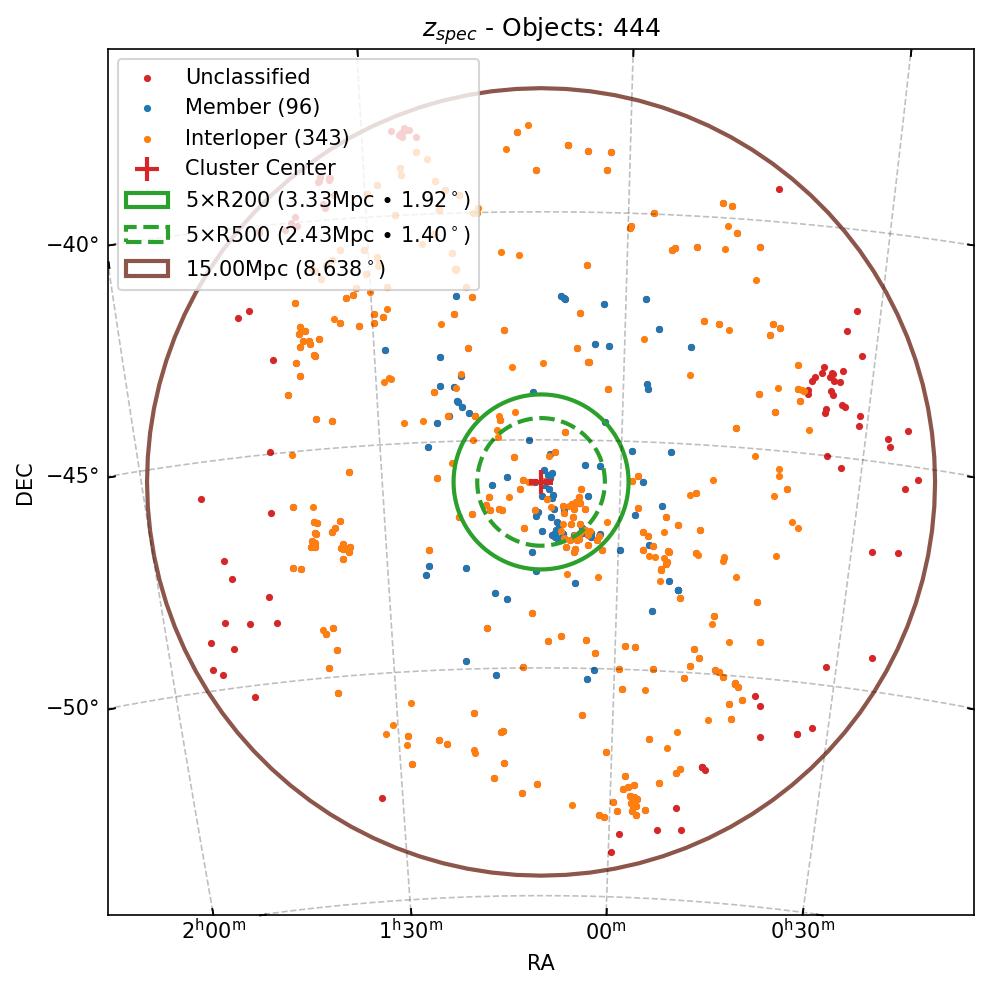 z_spec - Objects: 444
Unclassified
Member (96)
Interloper (343)
Cluster Center
5×R200 (3.33Mpc • 1.92°)
5×R500 (2.43Mpc • 1.40°)
15.00Mpc (8.638°)
−40°
−45°
−50°
DEC
2ʰ00ᵐ
1ʰ30ᵐ
00ᵐ
0ʰ30ᵐ
RA